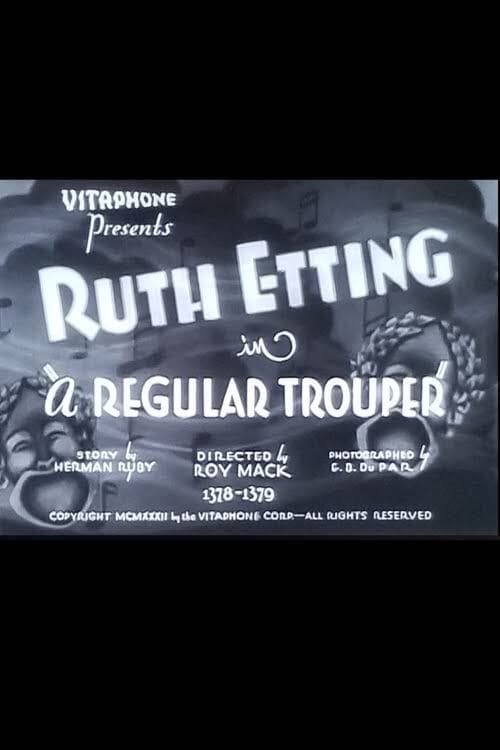 VITAPHONE
Presents
RUTH ETTING
in
"a REGULAR TROUPER"
STORY by
HERMAN RUBY
DIRECTED by
ROY MACK
PHOTOGRAPHED by
E. B. Du PAR
1378-1379
COPYRIGHT MCMXXXII by the VITAPHONE CORP.—ALL RIGHTS RESERVED